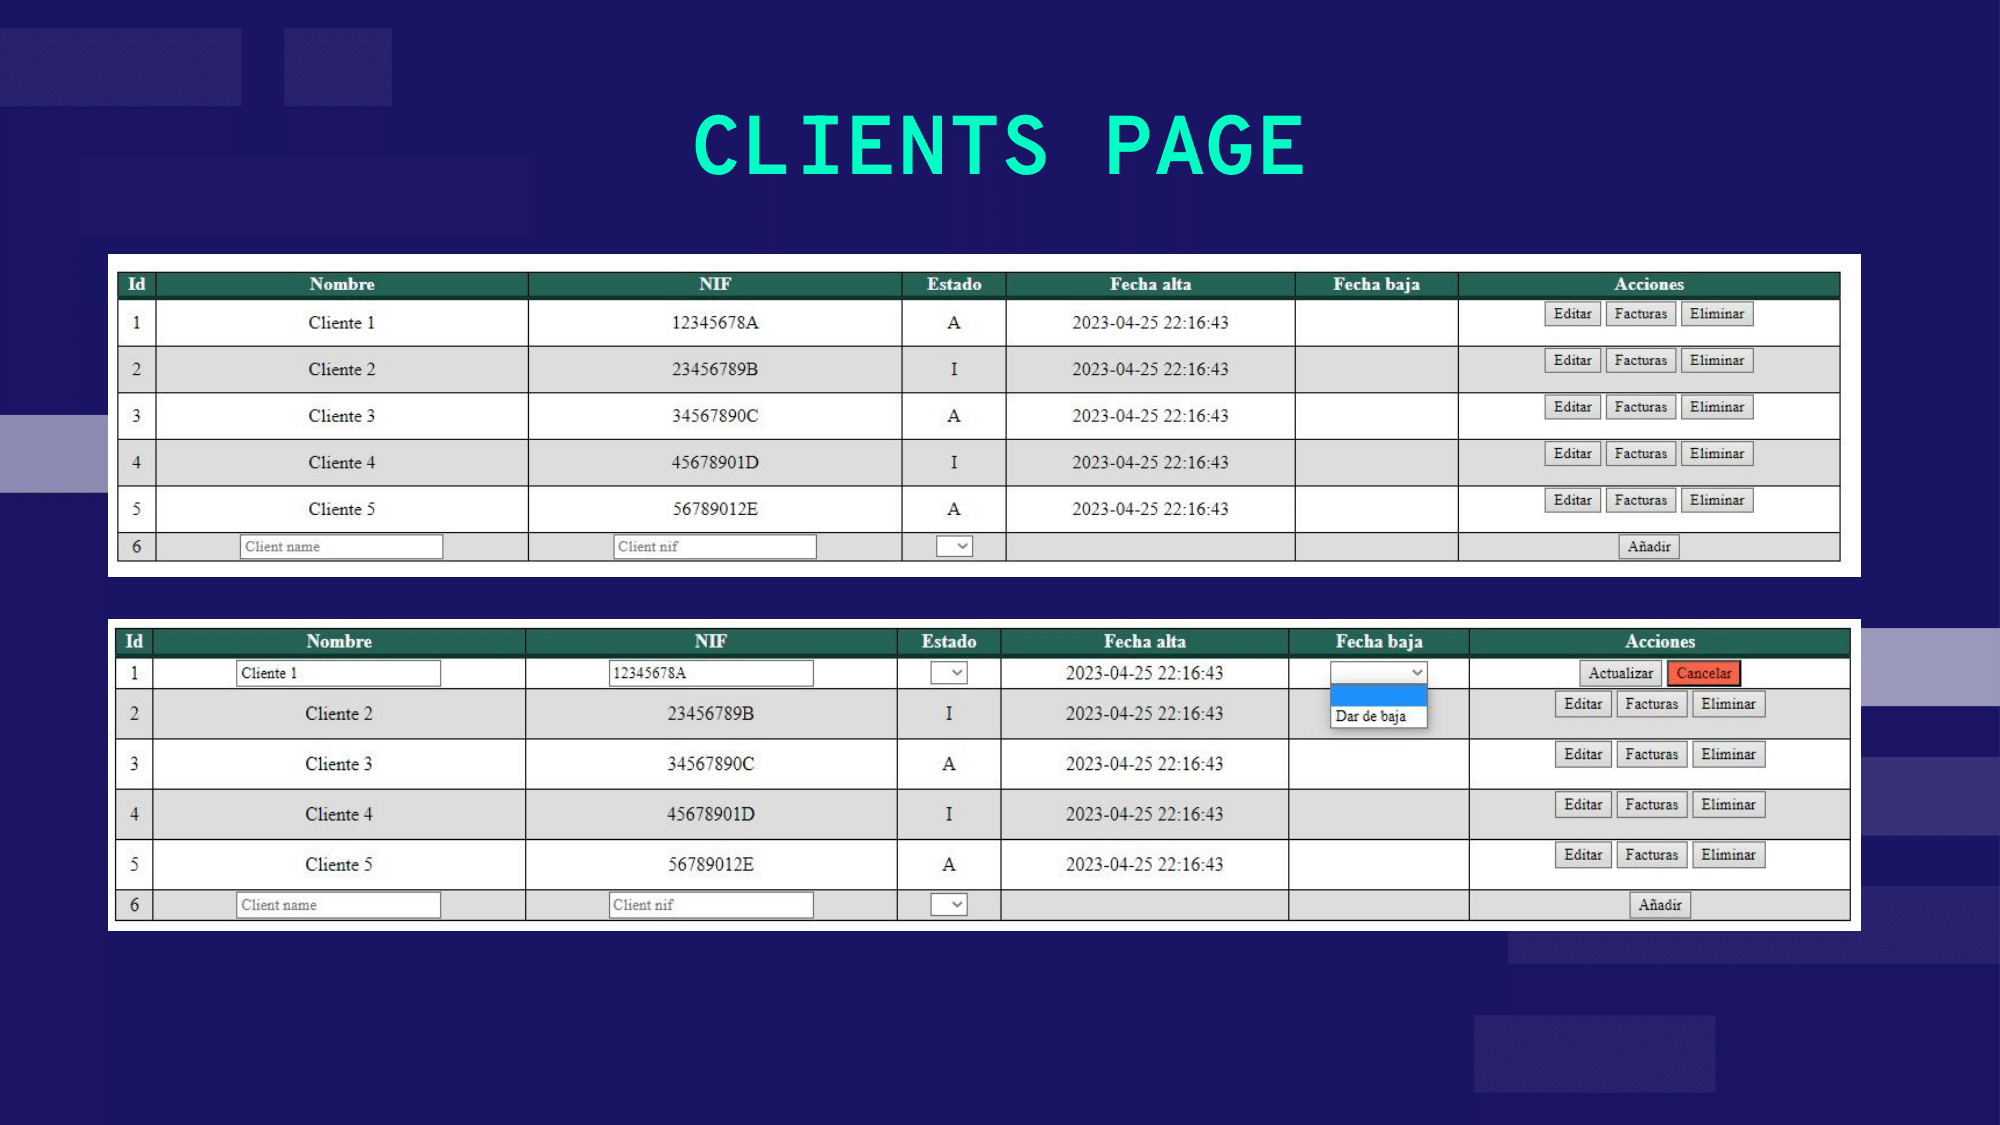 CLIENTS PAGE
Id Nombre NIF Estado Fecha alta Fecha baja Acciones
1 Cliente 1 12345678A A 2023-04-25 22:16:43 Editar Facturas Eliminar
2 Cliente 2 23456789B I 2023-04-25 22:16:43 Editar Facturas Eliminar
3 Cliente 3 34567890C A 2023-04-25 22:16:43 Editar Facturas Eliminar
4 Cliente 4 45678901D I 2023-04-25 22:16:43 Editar Facturas Eliminar
5 Cliente 5 56789012E A 2023-04-25 22:16:43 Editar Facturas Eliminar
6 Client name Client nif Añadir
Id Nombre NIF Estado Fecha alta Fecha baja Acciones
1 Cliente 1 12345678A 2023-04-25 22:16:43 Actualizar Cancelar
2 Cliente 2 23456789B I 2023-04-25 22:16:43 Dar de baja Editar Facturas Eliminar
3 Cliente 3 34567890C A 2023-04-25 22:16:43 Editar Facturas Eliminar
4 Cliente 4 45678901D I 2023-04-25 22:16:43 Editar Facturas Eliminar
5 Cliente 5 56789012E A 2023-04-25 22:16:43 Editar Facturas Eliminar
6 Client name Client nif Añadir